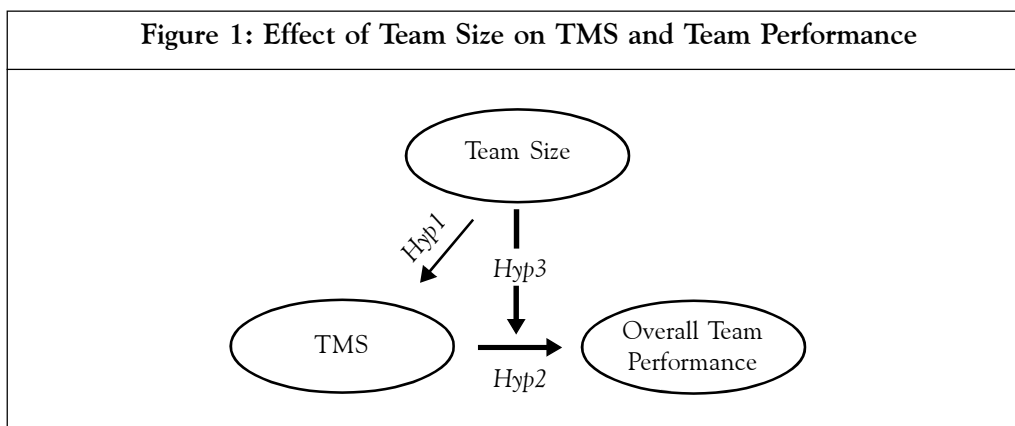 Figure 1: Effect of Team Size on TMS and Team Performance
Team Size
Hyp1
Hyp3
TMS
Overall Team
Performance
Hyp2